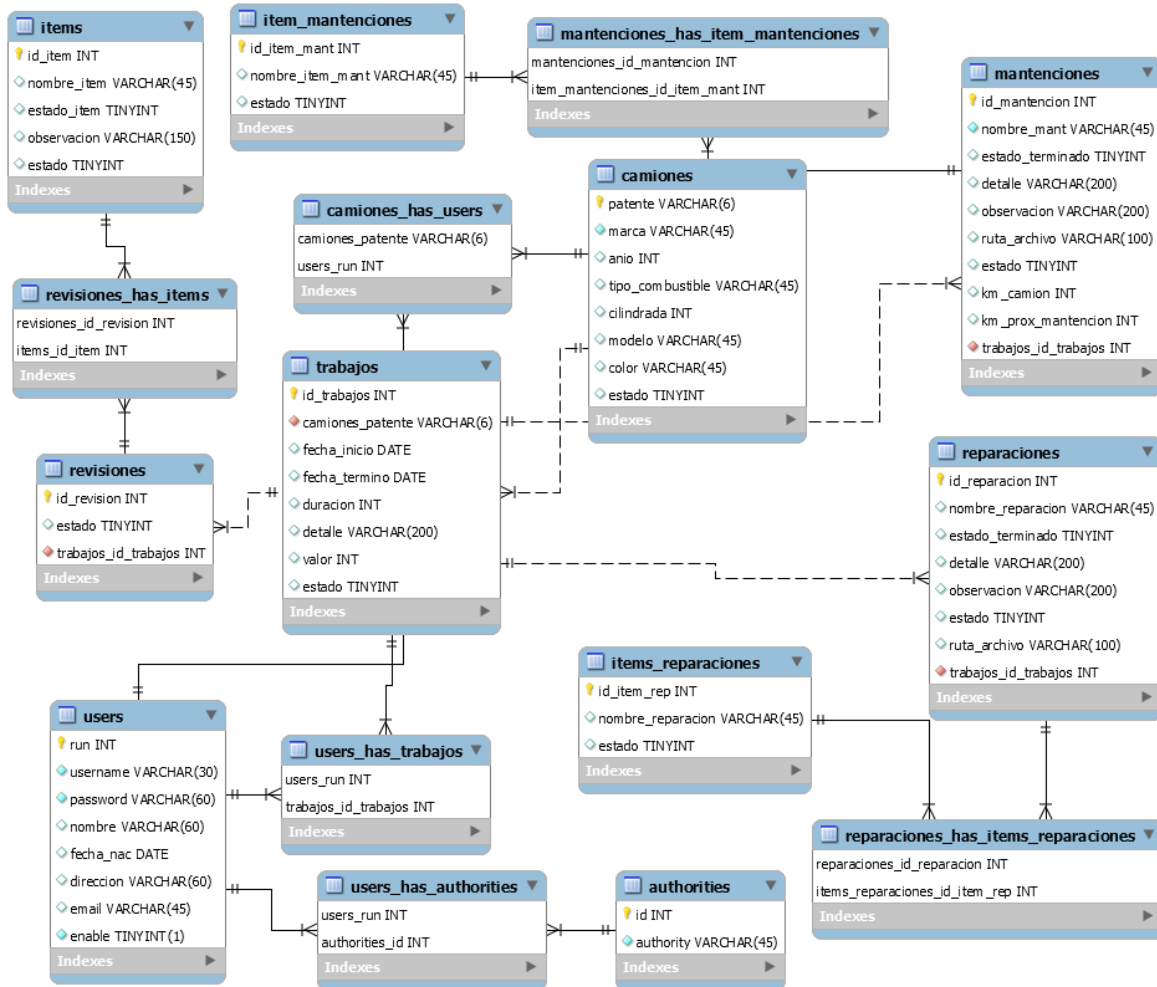 items
id_item INT
nombre_item VARCHAR(45)
estado_item TINYINT
observación VARCHAR(150)
estado TINYINT
Indexes
item_mantenciones
id_item_mant INT
nombre_item_mant VARCHAR(45)
estado TINYINT
Indexes
mantenciones_has_item_mantenciones
mantenciones_id_mantencion INT
item_mantenciones_id_item_mant INT
Indexes
mantenciones
id_mantencion INT
nombre_mant VARCHAR(45)
estado_terminado TINYINT
detalle VARCHAR(200)
observacion VARCHAR(200)
ruta_archivo VARCHAR(100)
estado TINYINT
km_camion INT
km_prox_mantencion INT
trabajos_id_trabajos INT
Indexes
camiones_has_users
camiones_patente VARCHAR(6)
users_run INT
Indexes
camiones
patente VARCHAR(6)
marca VARCHAR(45)
anio INT
tipo_combustible VARCHAR(45)
cilindrada INT
modelo VARCHAR(45)
color VARCHAR(45)
estado TINYINT
Indexes
revisiones_has_items
revisiones_id_revision INT
items_id_item INT
Indexes
trabajos
id_trabajos INT
camiones_patente VARCHAR(6)
fecha_inicio DATE
fecha_termino DATE
duracion INT
detalle VARCHAR(200)
valor INT
estado TINYINT
Indexes
revisiones
id_revision INT
estado TINYINT
trabajos_id_trabajos INT
Indexes
reparaciones
id_reparacion INT
nombre_reparacion VARCHAR(45)
estado_terminado TINYINT
detalle VARCHAR(200)
observacion VARCHAR(200)
estado TINYINT
ruta_archivo VARCHAR(100)
trabajos_id_trabajos INT
Indexes
items_reparaciones
id_item_rep INT
nombre_reparacion VARCHAR(45)
estado TINYINT
Indexes
users
run INT
username VARCHAR(30)
password VARCHAR(60)
nombre VARCHAR(60)
fecha_nac DATE
direccion VARCHAR(60)
email VARCHAR(45)
enable TINYINT(1)
Indexes
users_has_trabajos
users_run INT
trabajos_id_trabajos INT
Indexes
reparaciones_has_items_reparaciones
reparaciones_id_reparacion INT
items_reparaciones_id_item_rep INT
Indexes
users_has_authorities
users_run INT
authorities_id INT
Indexes
authorities
id INT
authority VARCHAR(45)
Indexes